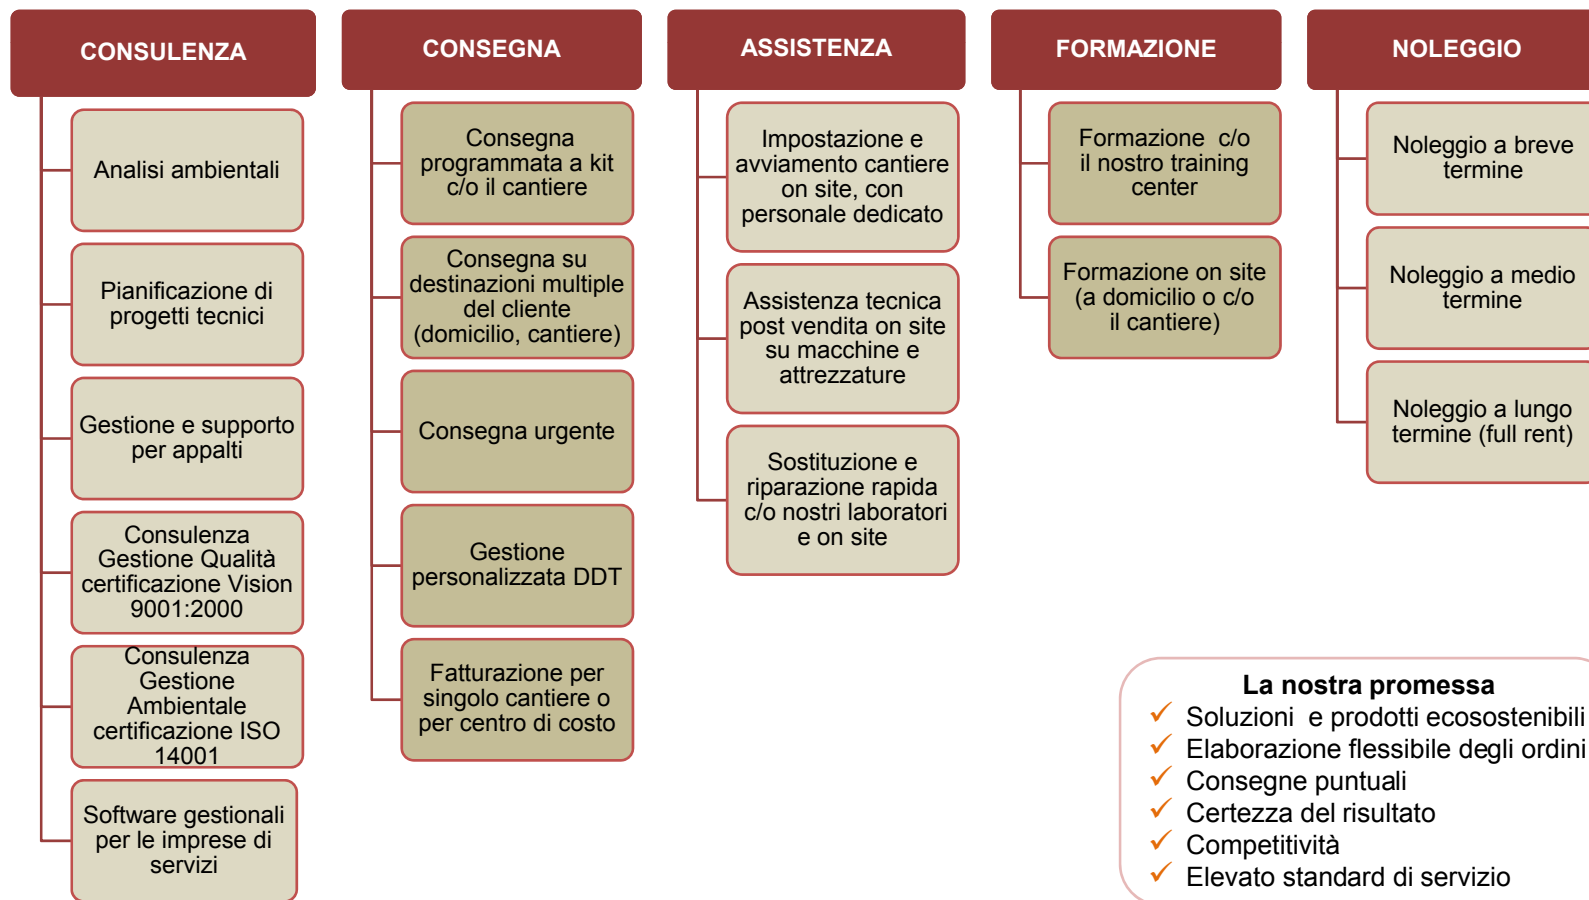 CONSULENZA
Analisi ambientali
Pianificazione di
progetti tecnici
Gestione e supporto
per appalti
Consulenza
Gestione Qualità
certificazione Vision
9001:2000
Consulenza
Gestione
Ambientale
certificazione ISO
14001
Software gestionali
per le imprese di
servizi
CONSEGNA
Consegna
programmata a kit
c/o il cantiere
Consegna su
destinazioni multiple
del cliente
(domicilio, cantiere)
Consegna urgente
Gestione
personalizzata DDT
Fatturazione per
singolo cantiere o
per centro di costo
ASSISTENZA
Impostazione e
avviamento cantiere
on site, con
personale dedicato
Assistenza tecnica
post vendita on site
su macchine e
attrezzature
Sostituzione e
riparazione rapida
c/o nostri laboratori
e on site
FORMAZIONE
Formazione c/o
il nostro training
center
Formazione on site
(a domicilio o c/o
il cantiere)
NOLEGGIO
Noleggio a breve
termine
Noleggio a medio
termine
Noleggio a lungo
termine (full rent)
La nostra promessa
✓ Soluzioni e prodotti ecosostenibili
✓ Elaborazione flessibile degli ordini
✓ Consegne puntuali
✓ Certezza del risultato
✓ Competitività
✓ Elevato standard di servizio